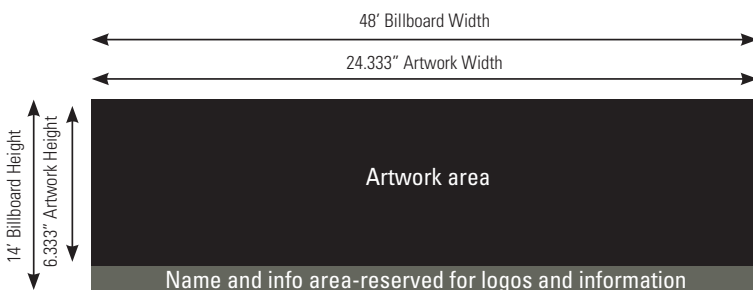 48’ Billboard Width
24.333” Artwork Width
14’ Billboard Height
6.333” Artwork Height
Artwork area
Name and info area-reserved for logos and information